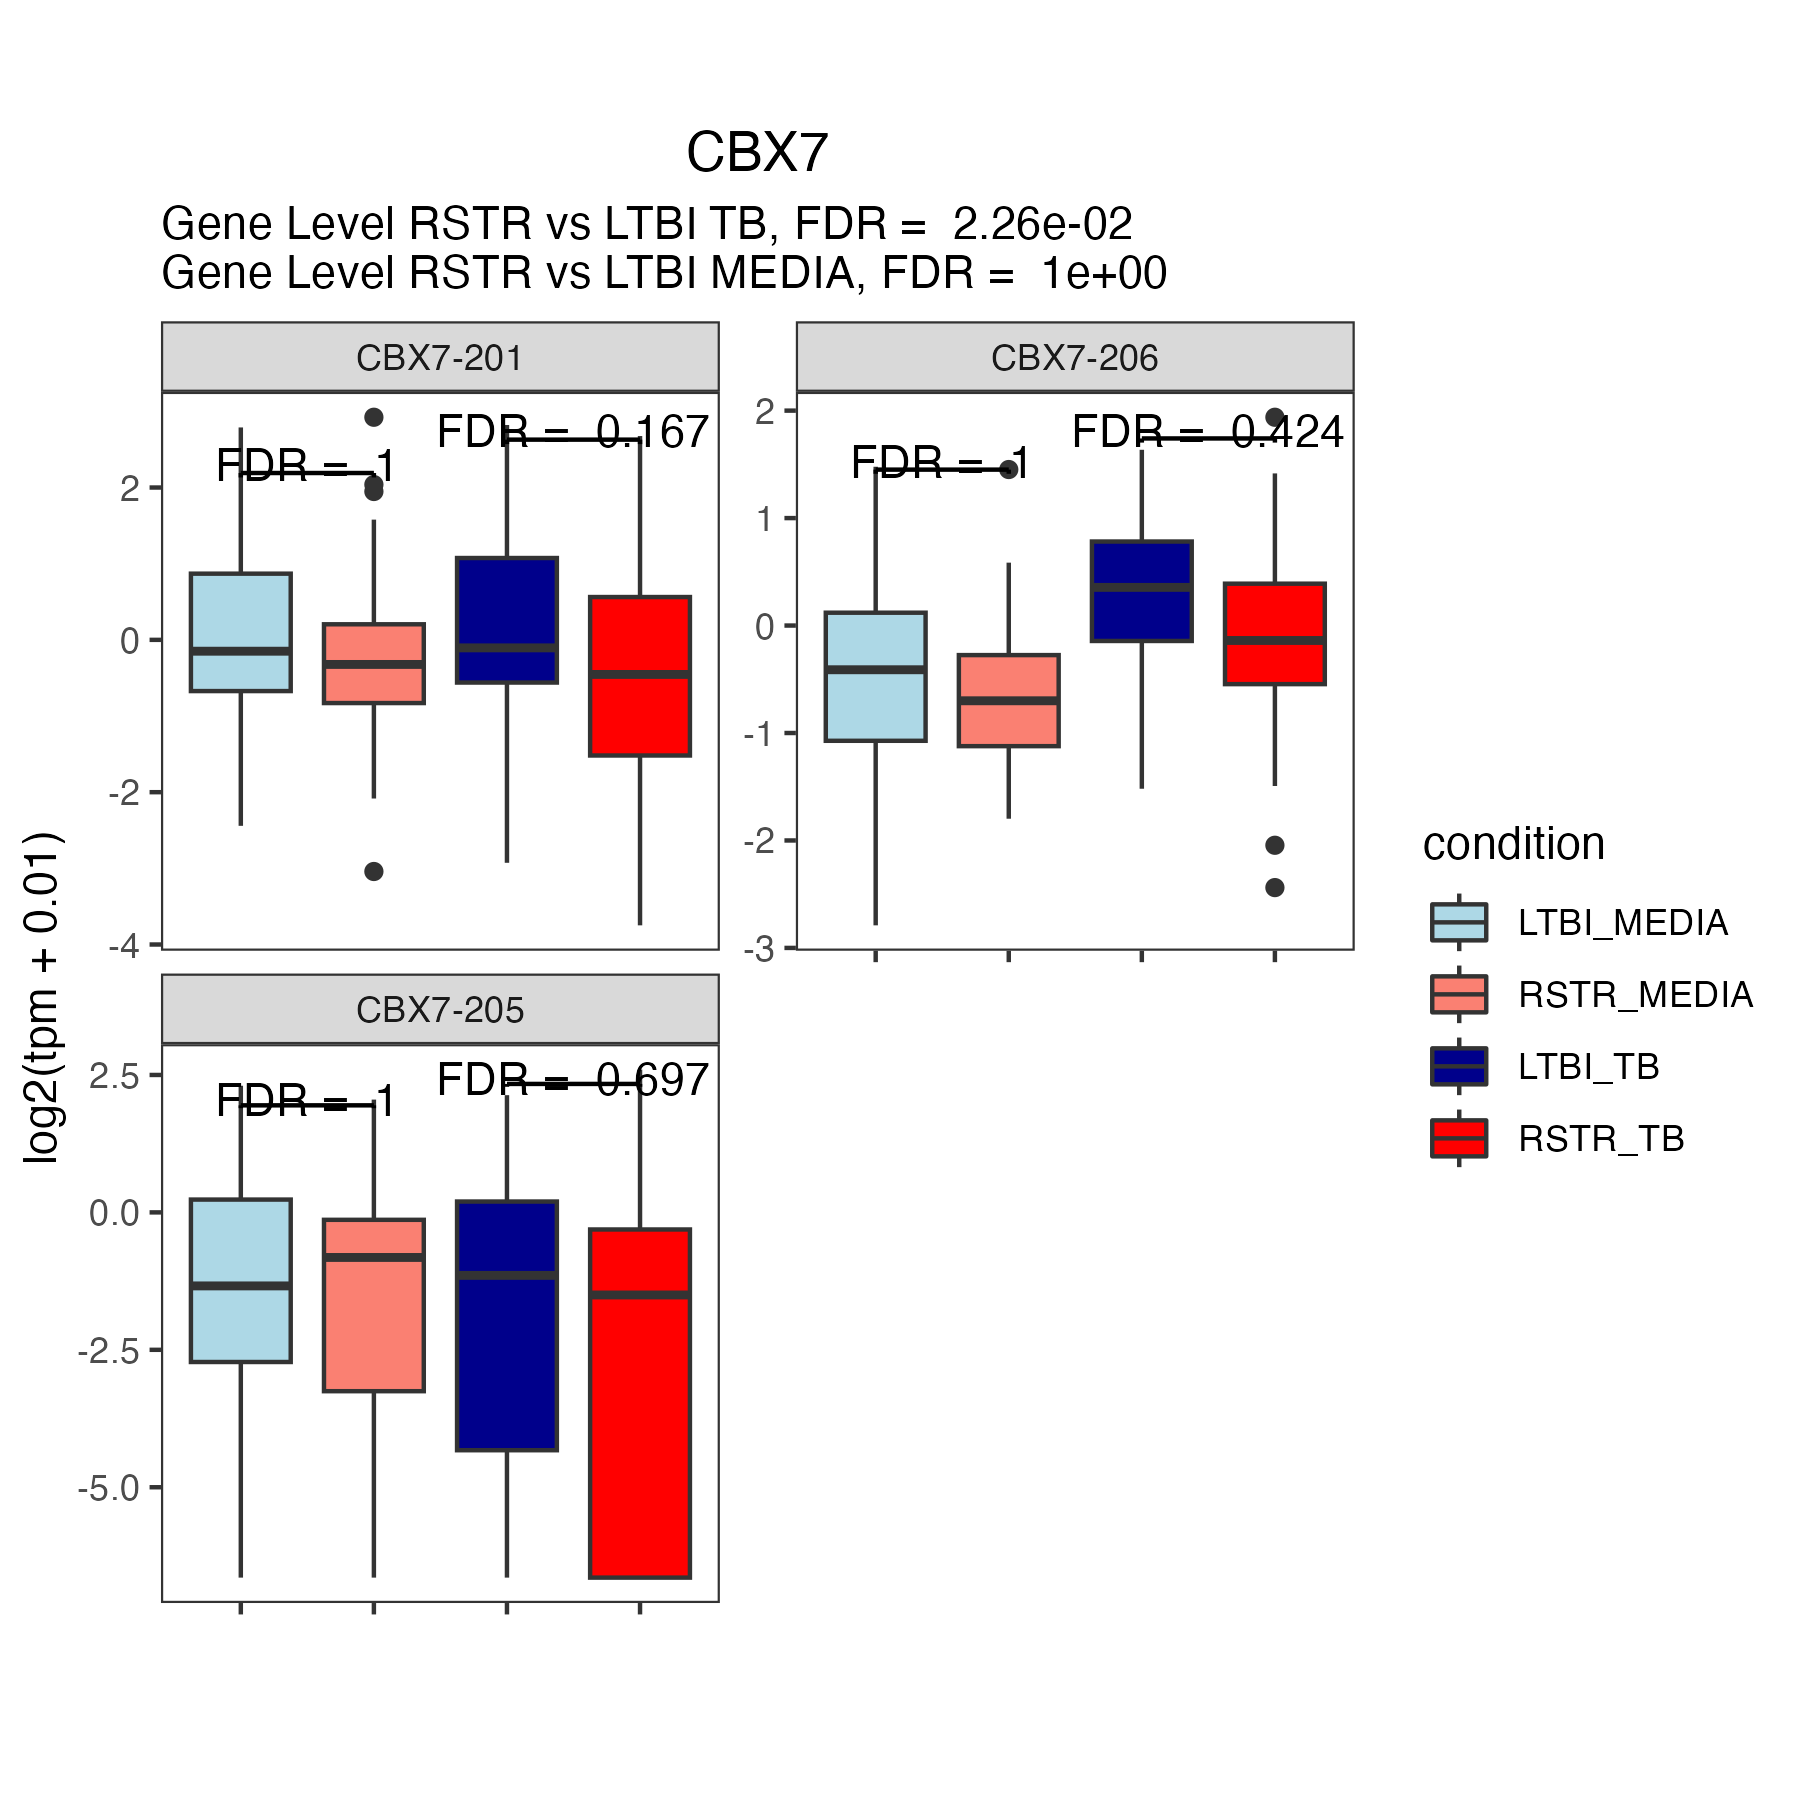 CBX7
Gene Level RSTR vs LTBI TB, FDR =  2.26e-02
Gene Level RSTR vs LTBI MEDIA, FDR =  1e+00
CBX7-201
FDR =  1
FDR =  0.167
2
0
-2
-4
CBX7-206
FDR =  1
FDR =  0.424
2
1
0
-1
-2
-3
CBX7-205
FDR =  1
FDR =  0.697
2.5
0.0
-2.5
-5.0
log2(tpm + 0.01)
condition
LTBI_MEDIA
RSTR_MEDIA
LTBI_TB
RSTR_TB